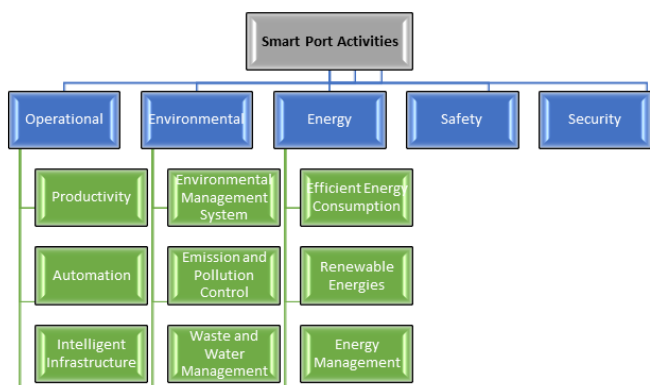 Smart Port Activities
Operational
Environmental
Energy
Safety
Security
Productivity
Environmental
Management
System
Efficient Energy
Consumption
Automation
Emission and
Pollution
Control
Renewable
Energies
Intelligent
Infrastructure
Waste and
Water
Management
Energy
Management